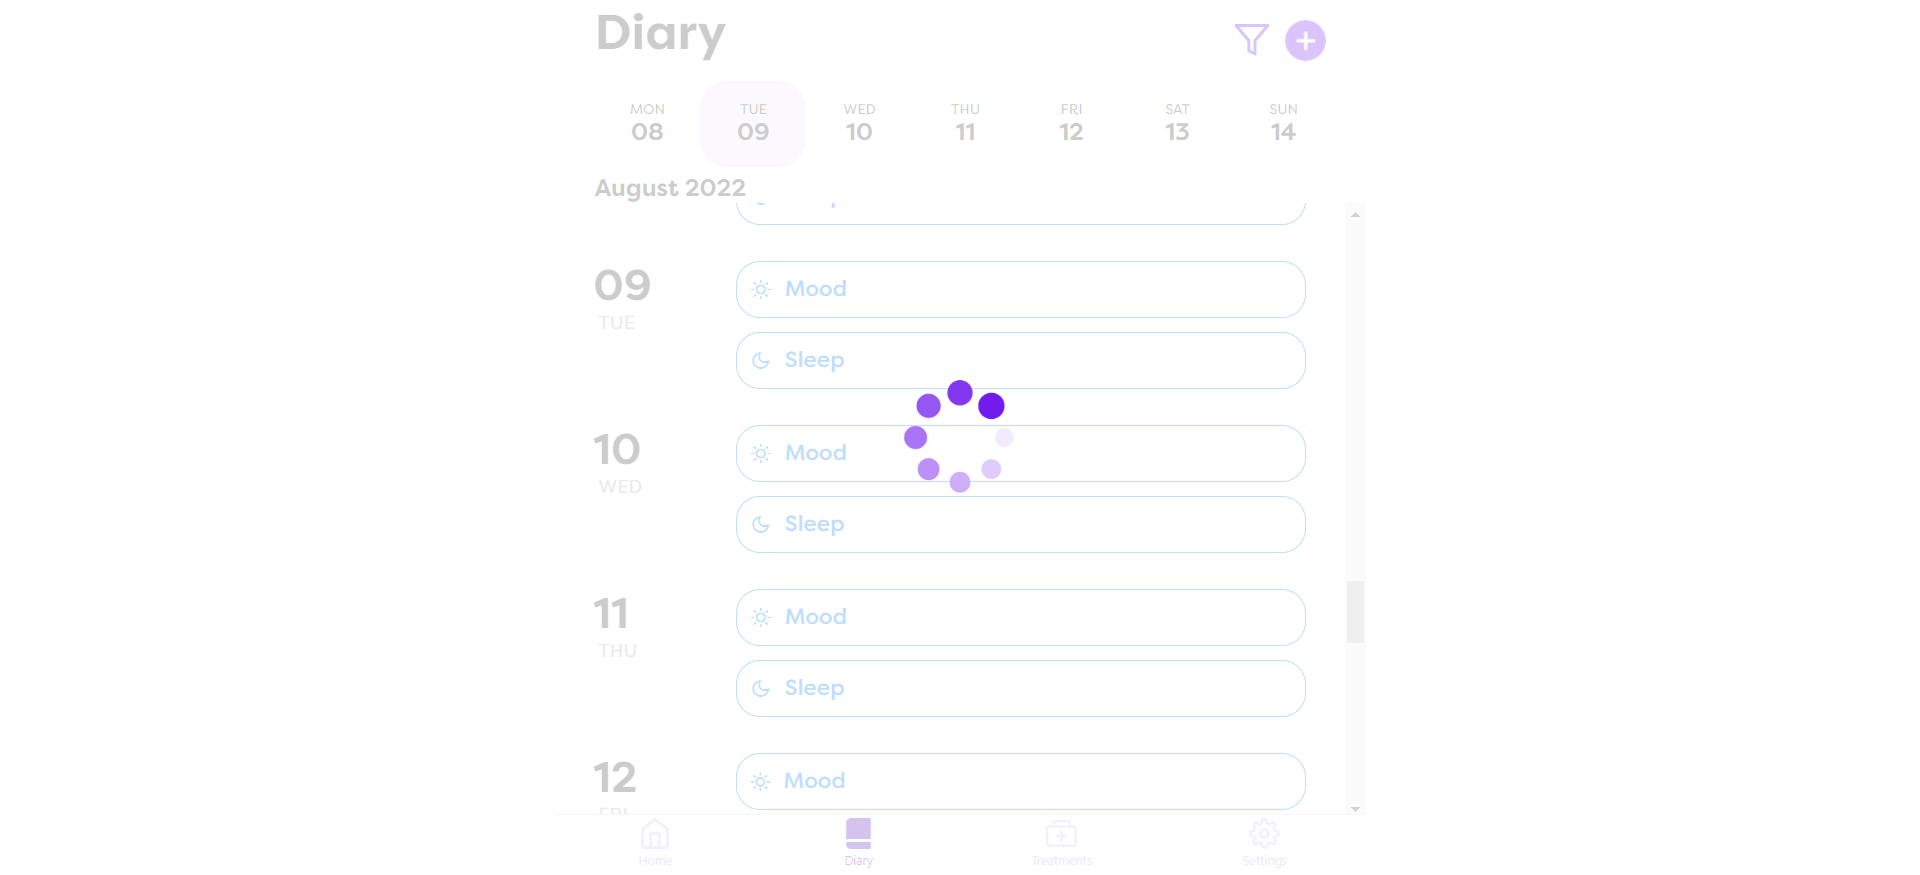 Diary
MON TUE WED THU FRI SAT SUN
08 09 10 11 12 13 14
August 2022
09
TUE
Mood
Sleep
10
WED
Mood
Sleep
11
THU
Mood
Sleep
12
Mood
Home Diary Treatments Settings